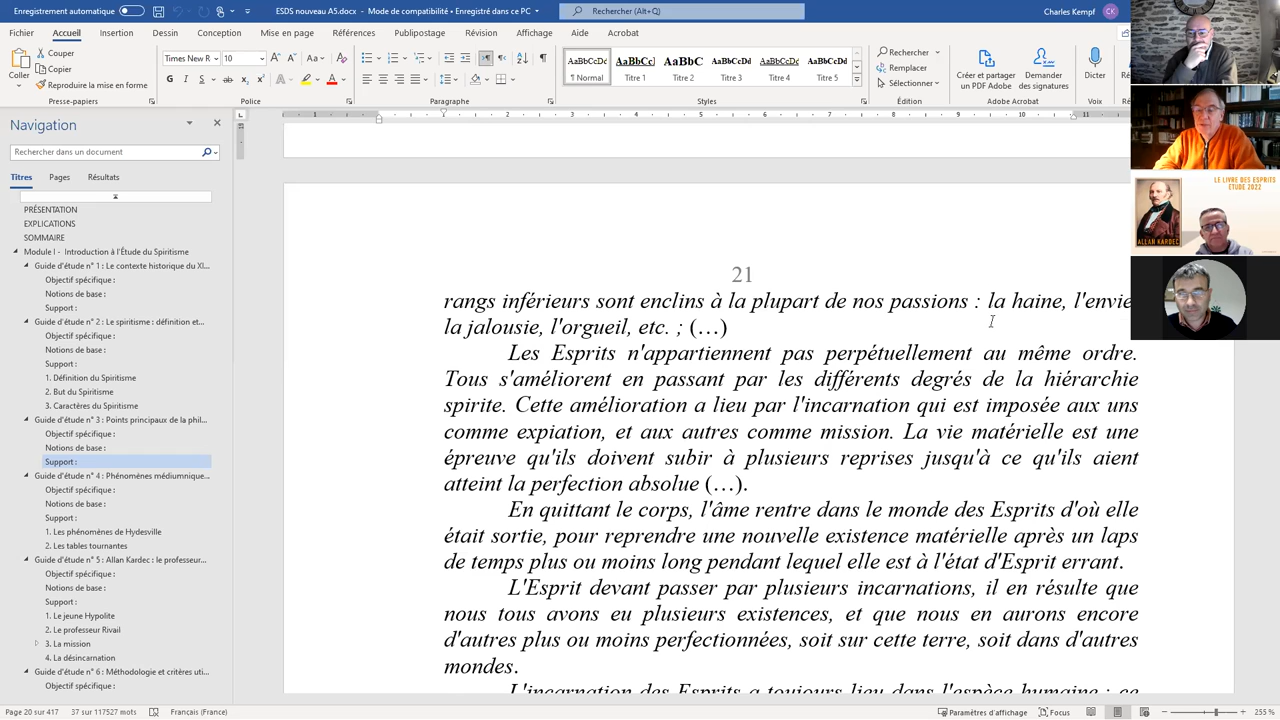 Enregistrement automatique
ESDS nouveau A5.docx - Mode de compatibilité • Enregistré dans ce PC
Rechercher (Alt+Q)
Charles Kempf
CK
Fichier Accueil Insertion Dessin Conception Mise en page Références Publipostage Révision Affichage Aide Acrobat
Coller
Couper
Copier
Reproduire la mise en forme
Presse-papiers
Times New R
10
G I S
Police
Paragraphe
AaBbCcDc
¶ Normal
AaBbCc
Titre 1
AaBbC
Titre 2
AaBbCcDd
Titre 3
AaBbCcDc
Titre 4
AaBbCcDd
Titre 5
Styles
Rechercher
Remplacer
Sélectionner
Édition
Créer et partager
un PDF Adobe
Demander
des signatures
Adobe Acrobat
Dicter
Voix
Navigation
Rechercher dans un document
Titres Pages Résultats
PRÉSENTATION
EXPLICATIONS
SOMMAIRE
Module I - Introduction à l'Étude du Spiritisme
Guide d'étude n° 1 : Le contexte historique du XI...
Objectif spécifique :
Notions de base :
Support :
Guide d'étude n° 2 : Le spiritisme : définition et...
Objectif spécifique :
Notions de base :
Support :
1. Définition du Spiritisme
2. But du Spiritisme
3. Caractères du Spiritisme
Guide d'étude n° 3 : Points principaux de la phil...
Objectif spécifique :
Notions de base :
Support :
Guide d'étude n° 4 : Phénomènes médiumnique...
Objectif spécifique :
Notions de base :
Support :
1. Les phénomènes de Hydesville
2. Les tables tournantes
Guide d'étude n° 5 : Allan Kardec : le professeur...
Objectif spécifique :
Notions de base :
Support :
1. Le jeune Hypolite
2. Le professeur Rivail
3. La mission
4. La désincarnation
Guide d'étude n° 6 : Méthodologie et critères uti...
Objectif spécifique :
21
rangs inférieurs sont enclins à la plupart de nos passions : la haine, l'envie
la jalousie, l'orgueil, etc. ; (…)
Les Esprits n'appartiennent pas perpétuellement au même ordre.
Tous s'améliorent en passant par les différents degrés de la hiérarchie
spirite. Cette amélioration a lieu par l'incarnation qui est imposée aux uns
comme expiation, et aux autres comme mission. La vie matérielle est une
épreuve qu'ils doivent subir à plusieurs reprises jusqu'à ce qu'ils aient
atteint la perfection absolue (…).
En quittant le corps, l'âme rentre dans le monde des Esprits d'où elle
était sortie, pour reprendre une nouvelle existence matérielle après un laps
de temps plus ou moins long pendant lequel elle est à l'état d'Esprit errant.
L'Esprit devant passer par plusieurs incarnations, il en résulte que
nous tous avons eu plusieurs existences, et que nous en aurons encore
d'autres plus ou moins perfectionnées, soit sur cette terre, soit dans d'autres
mondes.
L'incarnation des Esprits a toujours lieu dans l'espèce humaine ; ce
LE LIVRE DES ESPRITS
ETUDE 2022
ALLAN KARDEC
Page 20 sur 417 37 sur 117527 mots Français (France) Paramètres d'affichage Focus 255 %